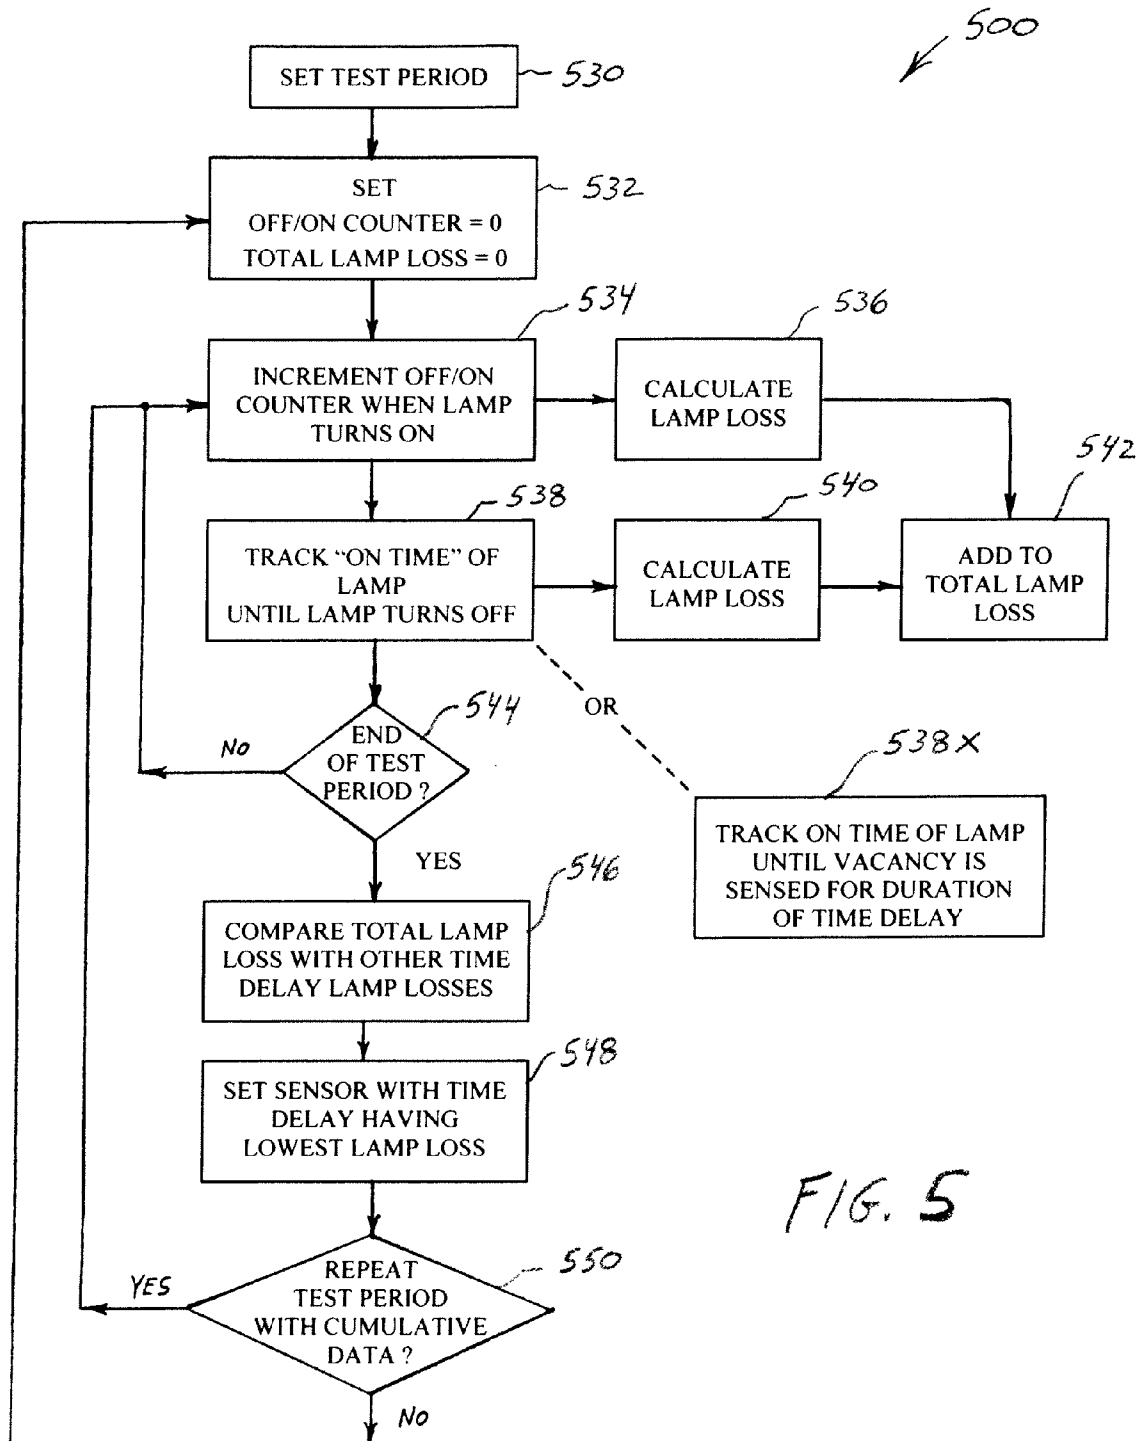 500
SET TEST PERIOD
530
SET
OFF/ON COUNTER = 0
TOTAL LAMP LOSS = 0
532
INCREMENT OFF/ON
COUNTER WHEN LAMP
TURNS ON
534
CALCULATE
LAMP LOSS
536
TRACK “ON TIME” OF
LAMP
UNTIL LAMP TURNS OFF
538
CALCULATE
LAMP LOSS
540
ADD TO
TOTAL LAMP
LOSS
542
OR
END
OF TEST
PERIOD ?
544
NO
YES
TRACK ON TIME OF LAMP
UNTIL VACANCY IS
SENSED FOR DURATION
OF TIME DELAY
538X
COMPARE TOTAL LAMP
LOSS WITH OTHER TIME
DELAY LAMP LOSSES
546
SET SENSOR WITH TIME
DELAY HAVING
LOWEST LAMP LOSS
548
FIG. 5
REPEAT
TEST PERIOD
WITH CUMULATIVE
DATA ?
550
YES
NO